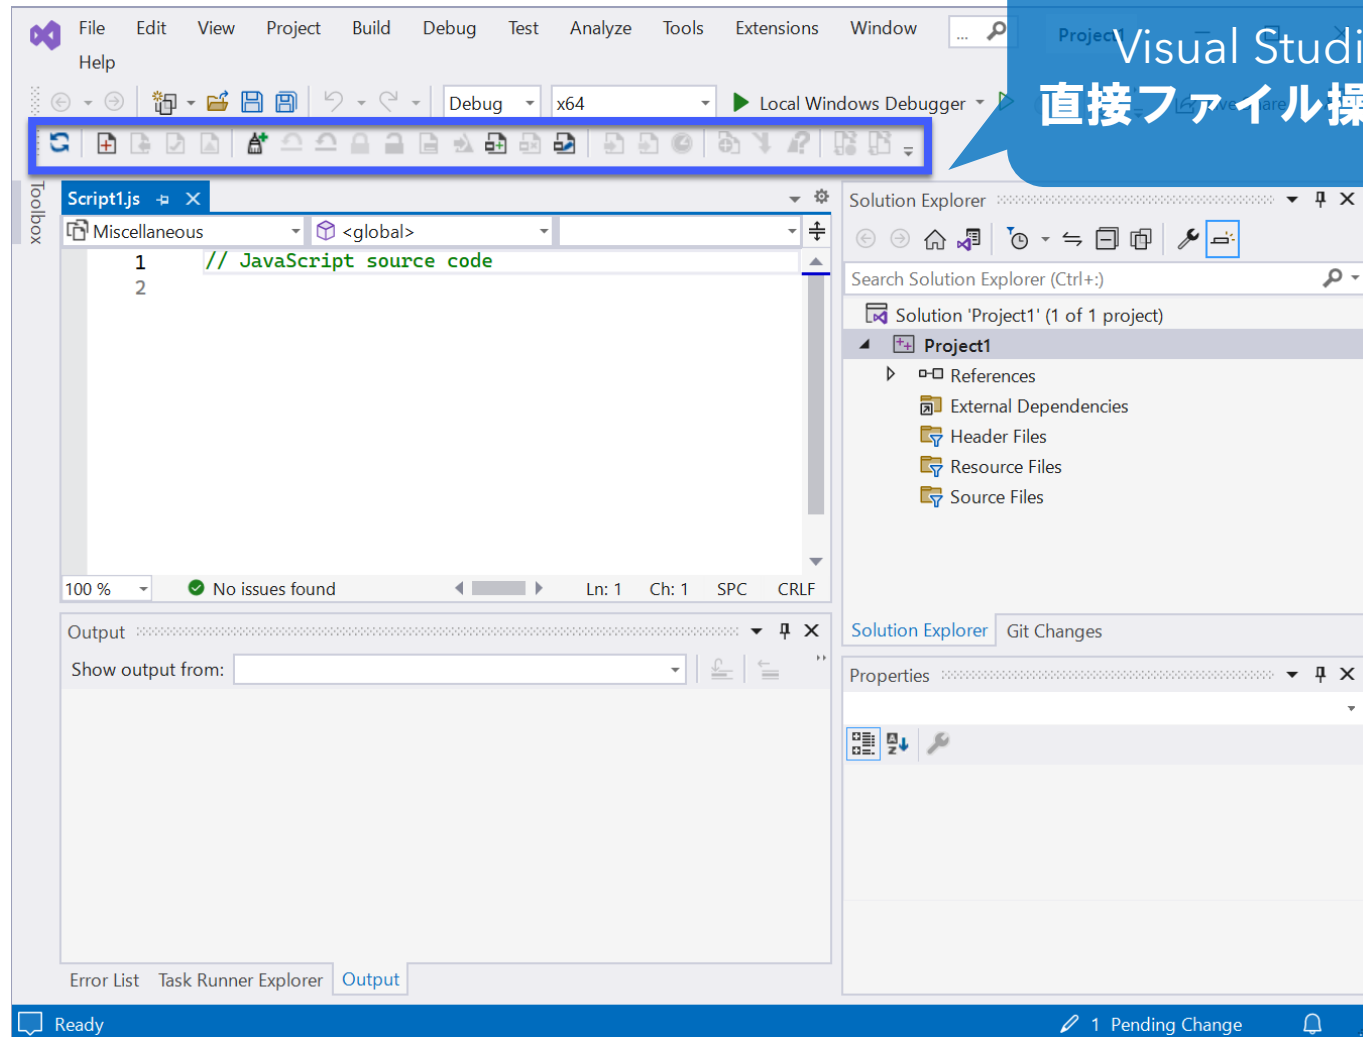 File Edit View Project Build Debug Test Analyze Tools Extensions Window ...
Help
Visual Studi
直接ファイル操
Debug x64 Local Windows Debugger
Toolbox
Script1.js
Miscellaneous <global>
1 // JavaScript source code
2
100 % No issues found Ln: 1 Ch: 1 SPC CRLF
Output
Show output from:
Error List Task Runner Explorer Output
Solution Explorer
Search Solution Explorer (Ctrl+:)
Solution 'Project1' (1 of 1 project)
Project1
References
External Dependencies
Header Files
Resource Files
Source Files
Solution Explorer Git Changes
Properties
Ready 1 Pending Change